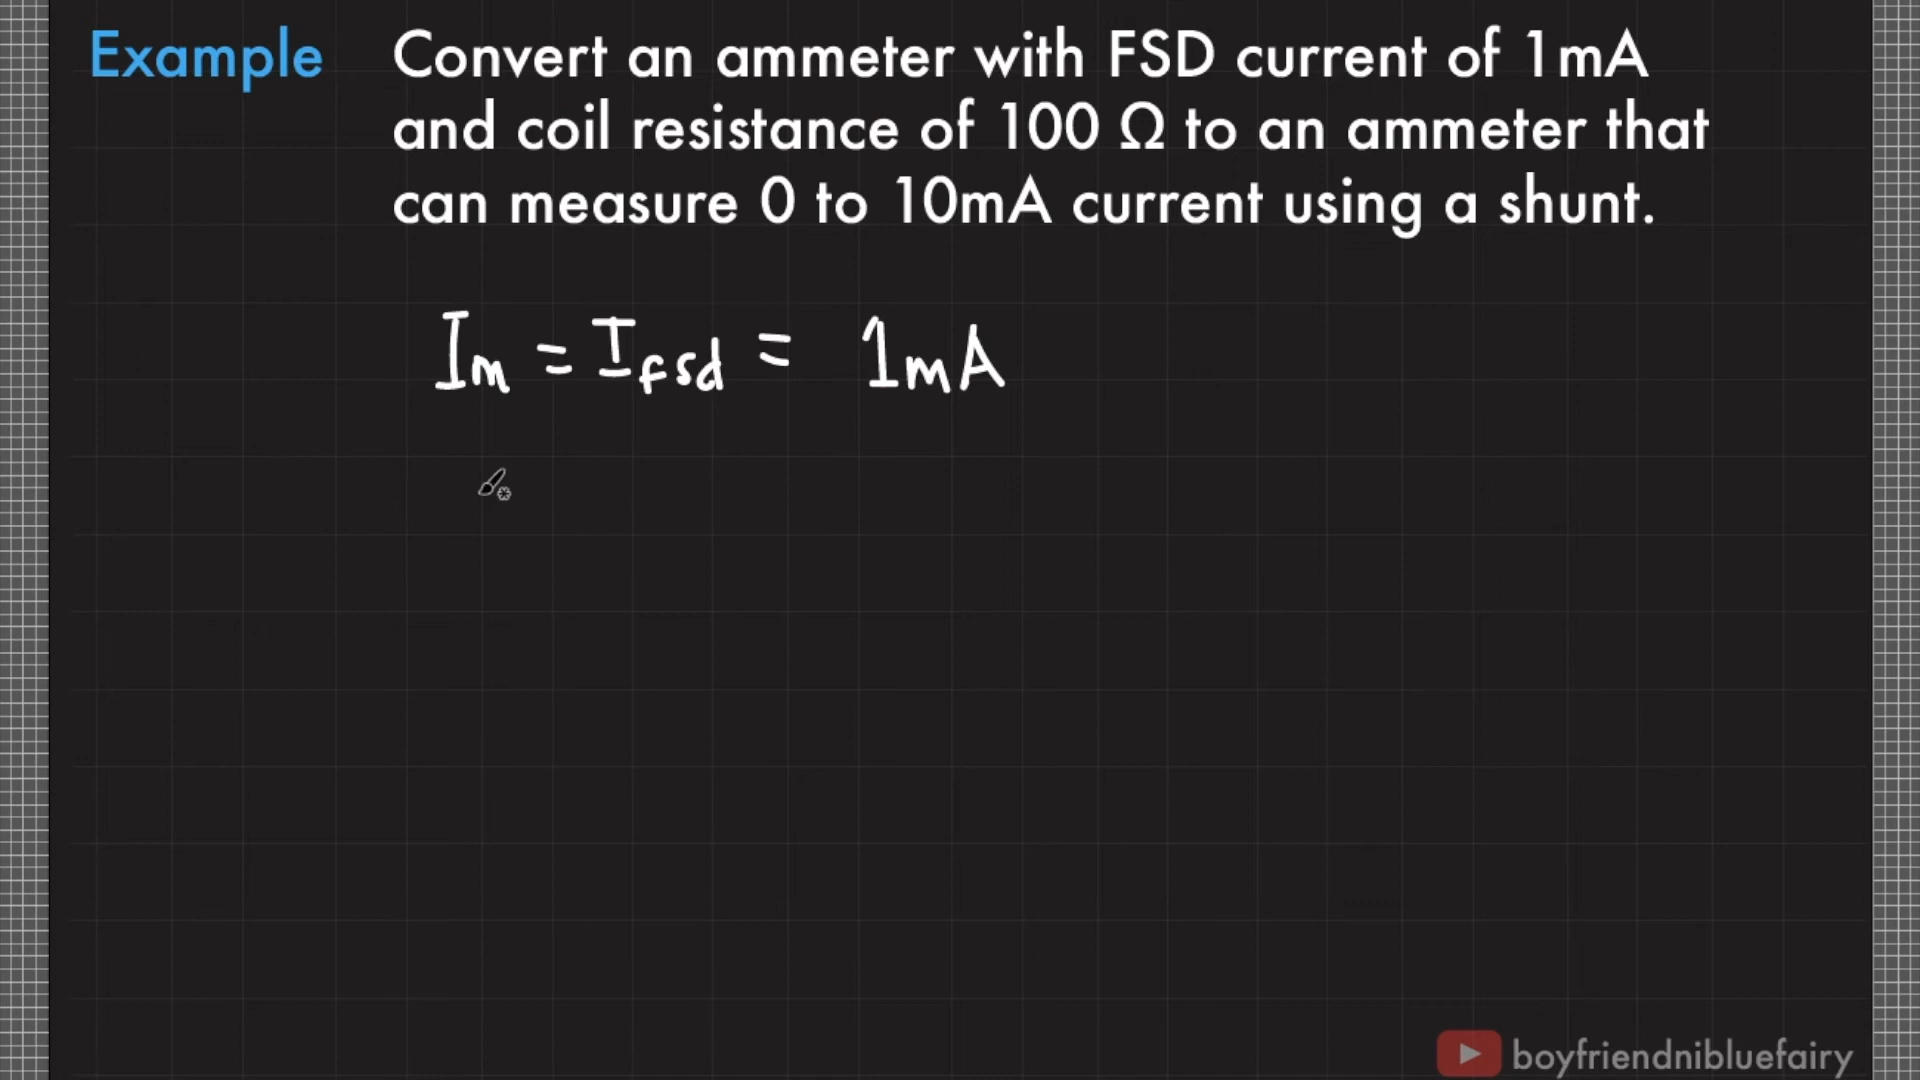 Example
Convert an ammeter with FSD current of 1mA
and coil resistance of 100 Ω to an ammeter that
can measure 0 to 10mA current using a shunt.
Im = Ifsd = 1mA
boyfriendnibluefairy